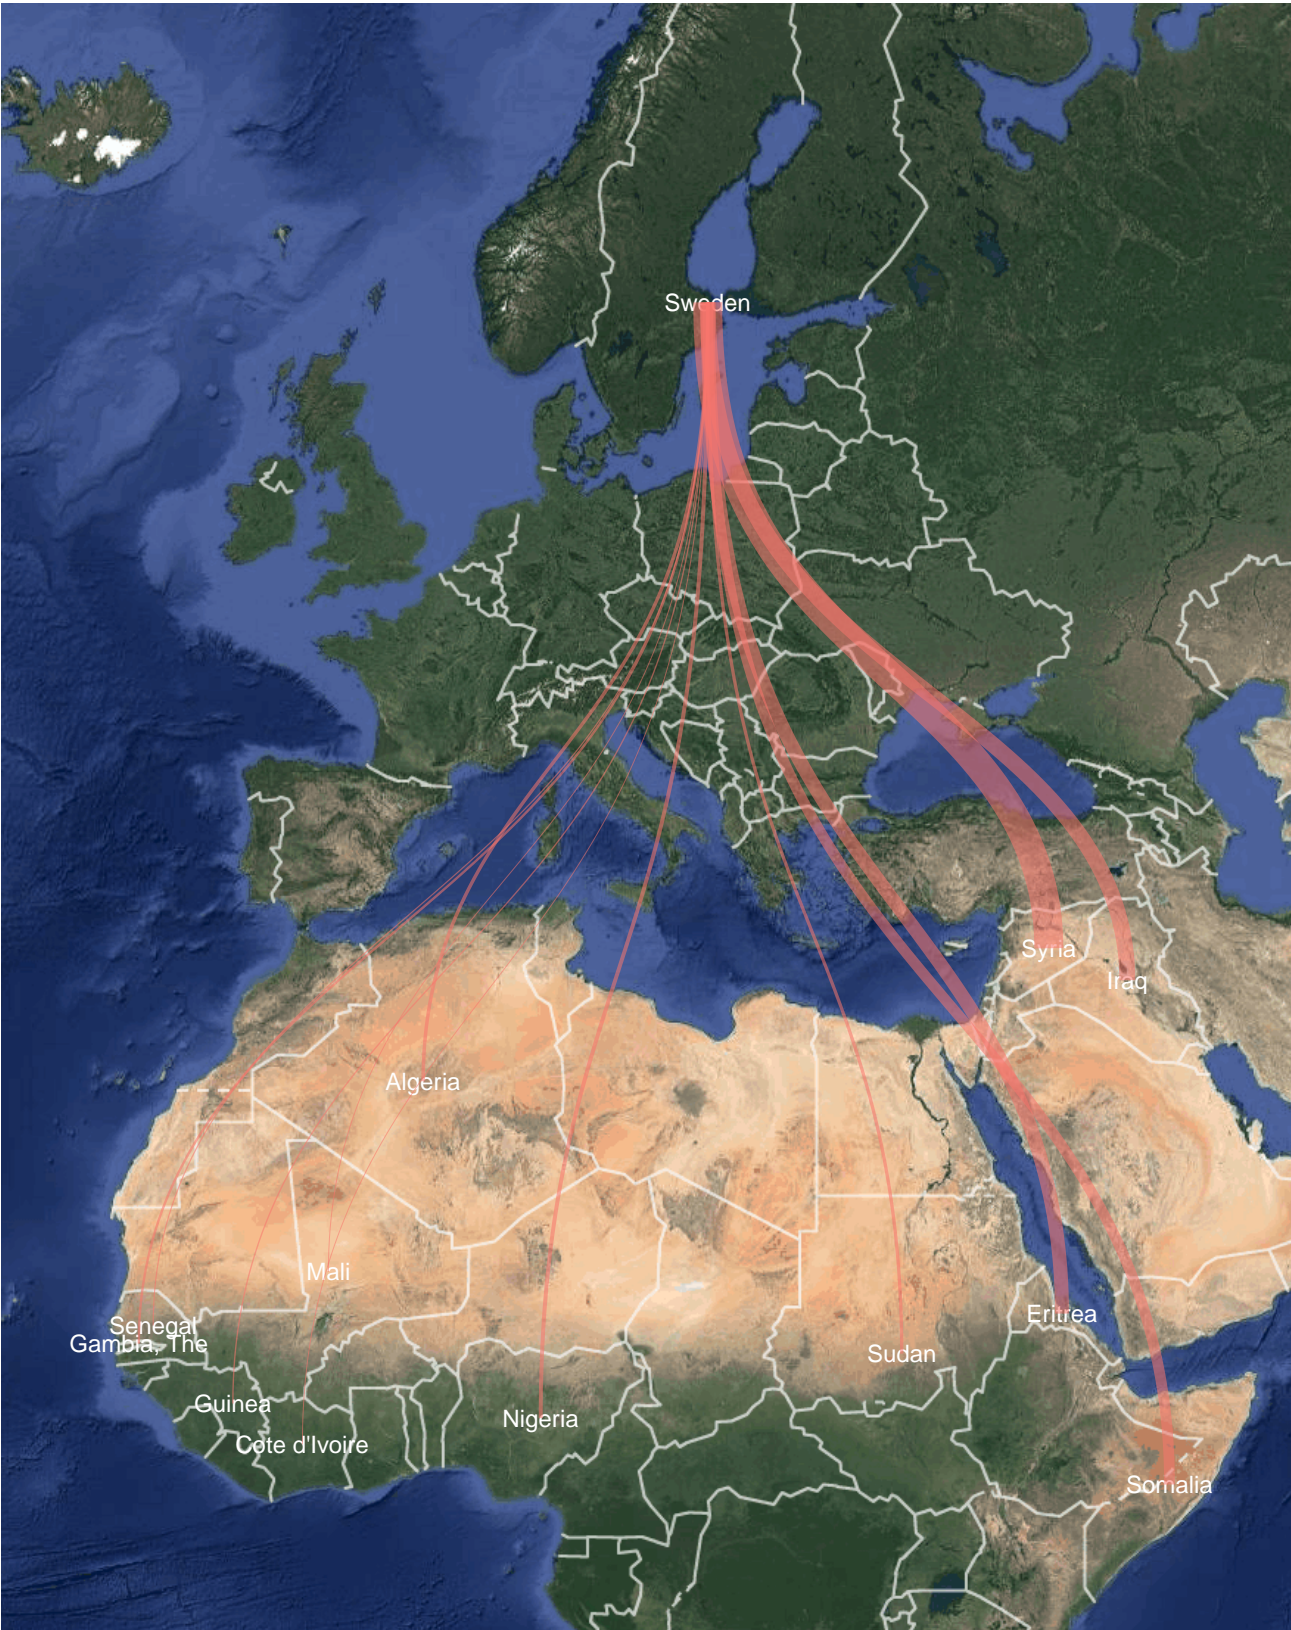 Sweden
Syria
Iraq
Algeria
Mali
Eritrea
Senegal
Gambia, The
Sudan
Guinea
Nigeria
Cote d'Ivoire
Somalia